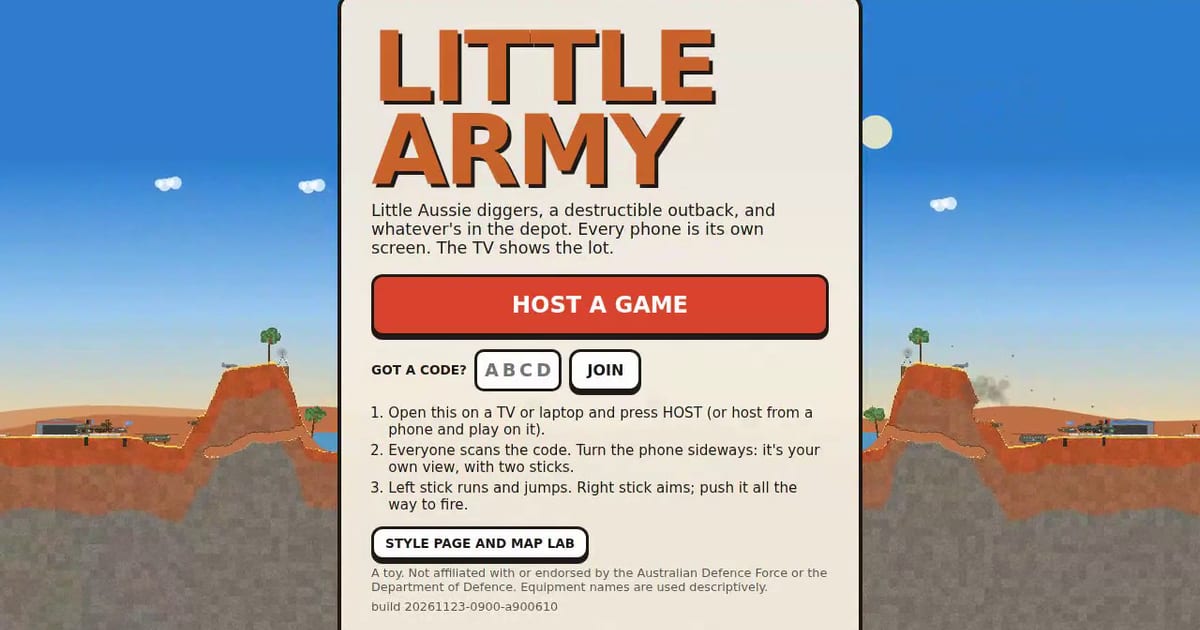 LITTLE
ARMY
Little Aussie diggers, a destructible outback, and
whatever's in the depot. Every phone is its own
screen. The TV shows the lot.
HOST A GAME
GOT A CODE? ABCD JOIN
1. Open this on a TV or laptop and press HOST (or host from a
phone and play on it).
2. Everyone scans the code. Turn the phone sideways: it's your
own view, with two sticks.
3. Left stick runs and jumps. Right stick aims; push it all the
way to fire.
STYLE PAGE AND MAP LAB
A toy. Not affiliated with or endorsed by the Australian Defence Force or the
Department of Defence. Equipment names are used descriptively.
build 20261123-0900-a900610